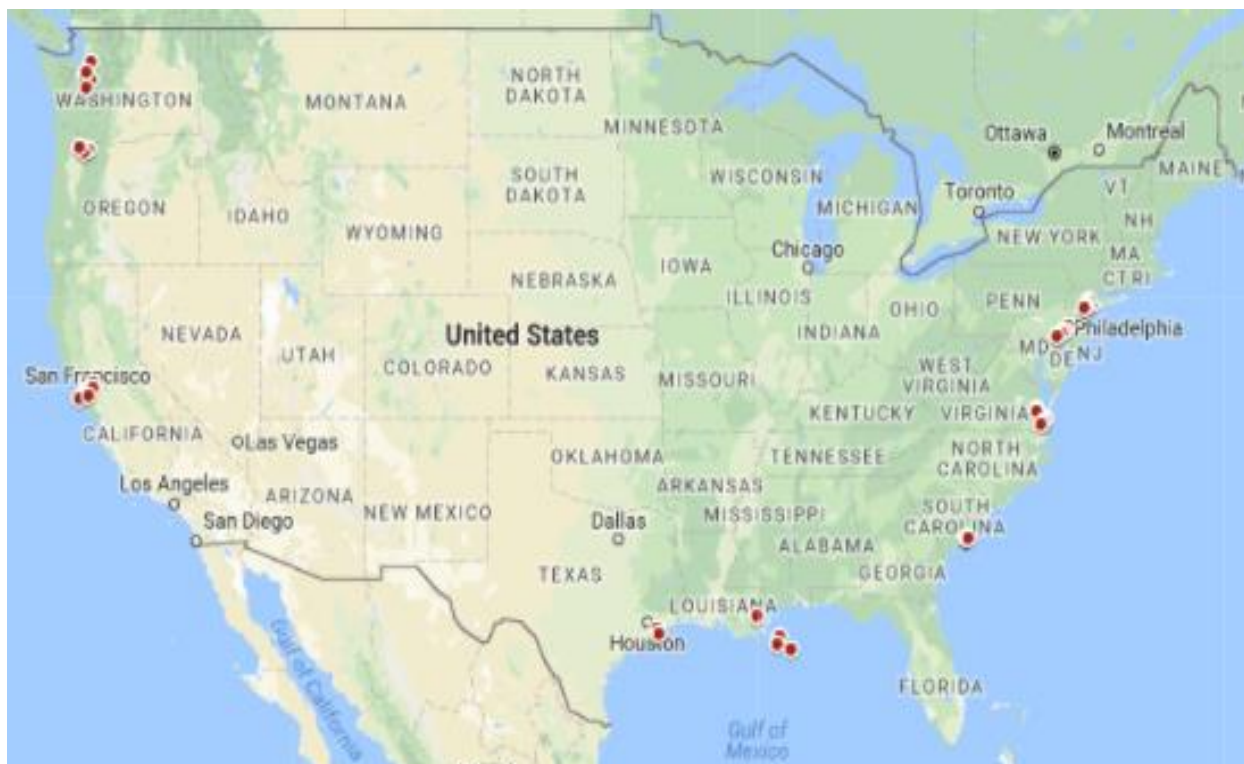 NORTH
DAKOTA
WASHINGTON
MONTANA
MINNESOTA
Ottawa
Montreal
MAINE
VT
SOUTH
DAKOTA
WISCONSIN
MICHIGAN
Toronto
OREGON
IDAHO
WYOMING
NH
NEW YORK
MA
CT RI
Chicago
IOWA
NEBRASKA
ILLINOIS
INDIANA
OHIO
PENN
Philadelphia
MD
DE
NJ
NEVADA
UTAH
United States
COLORADO
KANSAS
MISSOURI
WEST
VIRGINIA
San Francisco
KENTUCKY
VIRGINIA
CALIFORNIA
Las Vegas
OKLAHOMA
TENNESSEE
NORTH
CAROLINA
Los Angeles
ARIZONA
NEW MEXICO
ARKANSAS
MISSISSIPPI
SOUTH
CAROLINA
San Diego
Dallas
ALABAMA
TEXAS
GEORGIA
LOUISIANA
Houston
Gulf of California
FLORIDA
Gulf of
Mexico